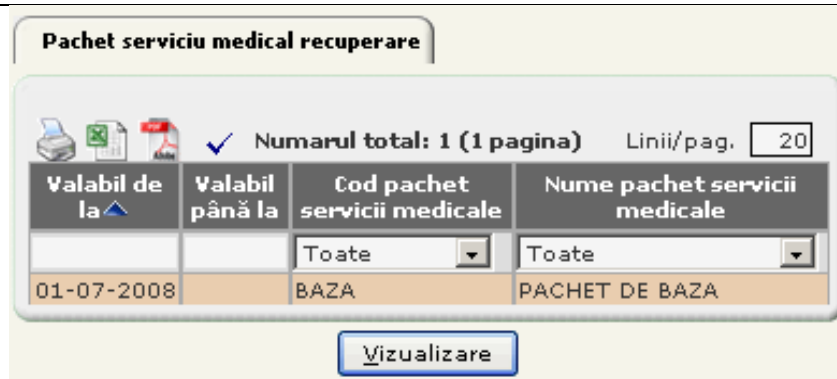 Pachet serviciu medical recuperare
Numarul total: 1 (1 pagina) Linii/pag. 20
Valabil de la Valabil până la Cod pachet servicii medicale Nume pachet servicii medicale
Toate Toate
01-07-2008 BAZA PACHET DE BAZA
Vizualizare